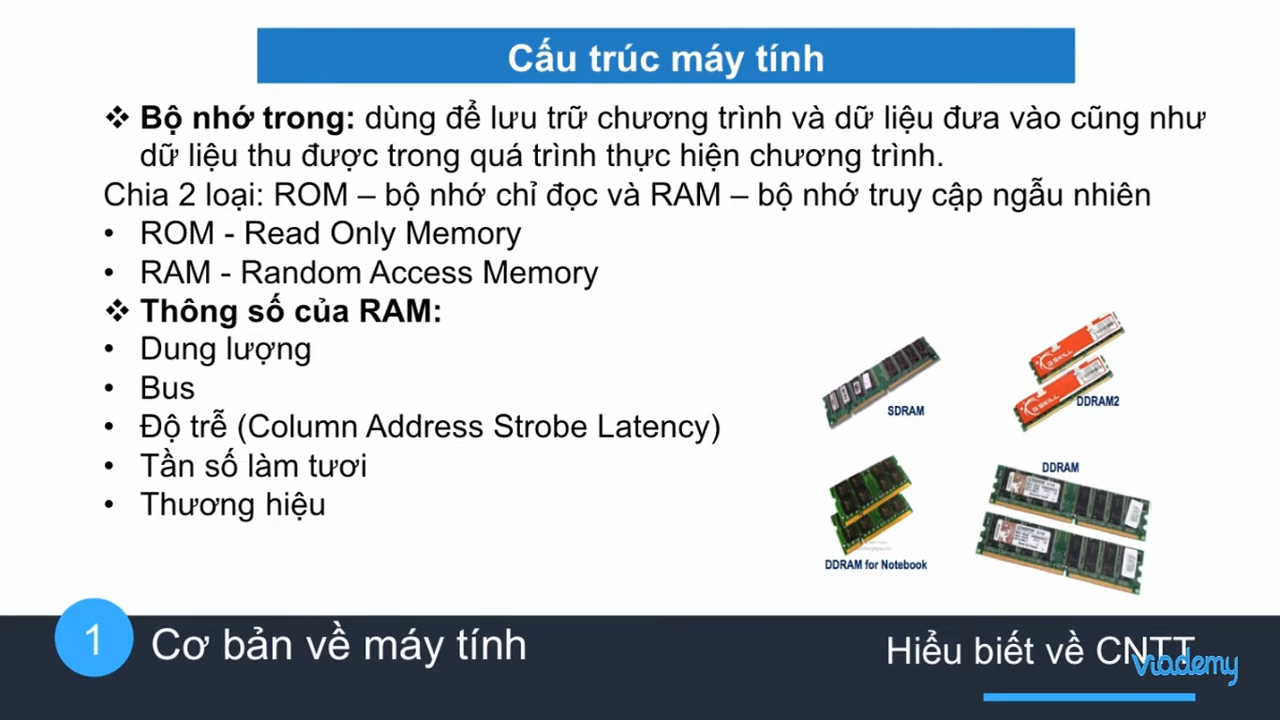 Cấu trúc máy tính
❖ Bộ nhớ trong: dùng để lưu trữ chương trình và dữ liệu đưa vào cũng như
dữ liệu thu được trong quá trình thực hiện chương trình.
Chia 2 loại: ROM – bộ nhớ chỉ đọc và RAM – bộ nhớ truy cập ngẫu nhiên
• ROM - Read Only Memory
• RAM - Random Access Memory
❖ Thông số của RAM:
• Dung lượng
• Bus
• Độ trễ (Column Address Strobe Latency)
• Tần số làm tươi
• Thương hiệu
SDRAM
G.SKILL
G.SKILL
DDRAM2
DDRAM for Notebook
DDRAM
1 Cơ bản về máy tính
Hiểu biết về CNTT
viademy